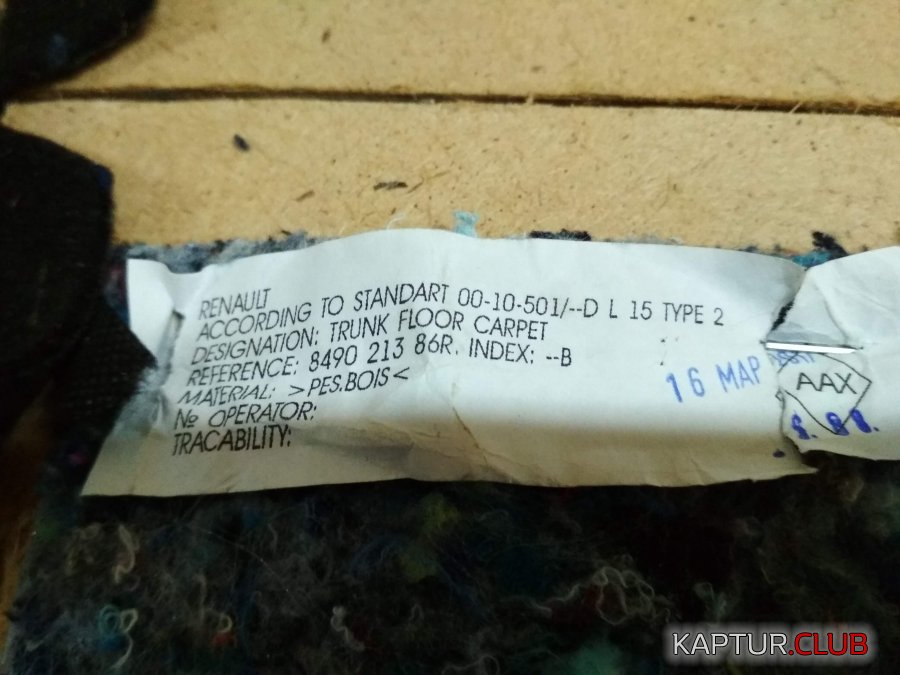 RENAULT
ACCORDING TO STANDART 00-10-501/--D L 15 TYPE 2
DESIGNATION: TRUNK FLOOR CARPET
REFERENCE: 8490 213 86R. INDEX: --B
MATERIAL: >PES.BOIS<
№ OPERATOR:
TRACABILITY:
16 МАР
AAX
KAPTUR.CLUB